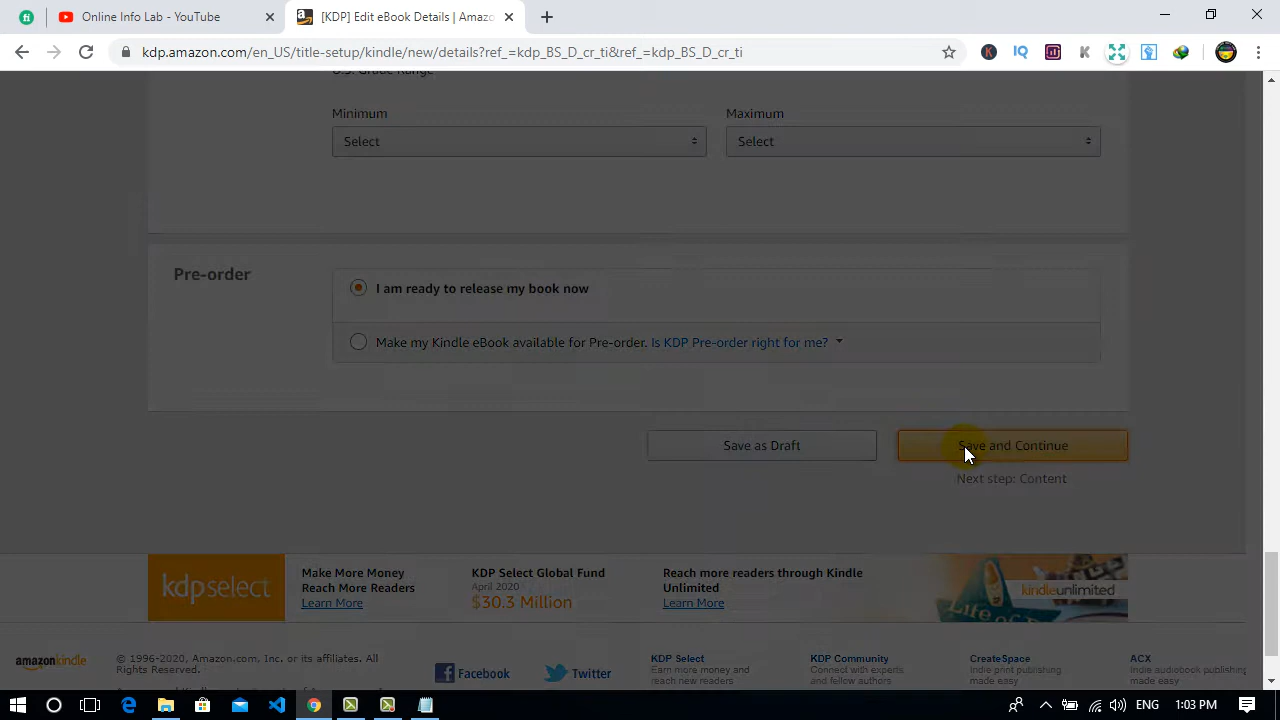 Online Info Lab - YouTube
[KDP] Edit eBook Details | Amazo
kdp.amazon.com/en_US/title-setup/kindle/new/details?ref_=kdp_BS_D_cr_ti&ref_=kdp_BS_D_cr_ti
U.S. Grade Range
Minimum
Maximum
Select
Select
Pre-order
I am ready to release my book now
Make my Kindle eBook available for Pre-order. Is KDP Pre-order right for me?
Save as Draft
Save and Continue
Next step: Content
kdpselect
Make More Money
Reach More Readers
Learn More
KDP Select Global Fund
April 2020
$30.3 Million
Reach more readers through Kindle
Unlimited
Learn More
kindleunlimited
amazonkindle
© 1996-2020, Amazon.com, Inc. or its affiliates. All
Rights Reserved.
Facebook
Twitter
KDP Select
Earn more money and
reach new readers
KDP Community
Connect with experts
and fellow authors
CreateSpace
Indie print publishing
made easy
ACX
Indie audiobook publishing
made easy
ENG
1:03 PM